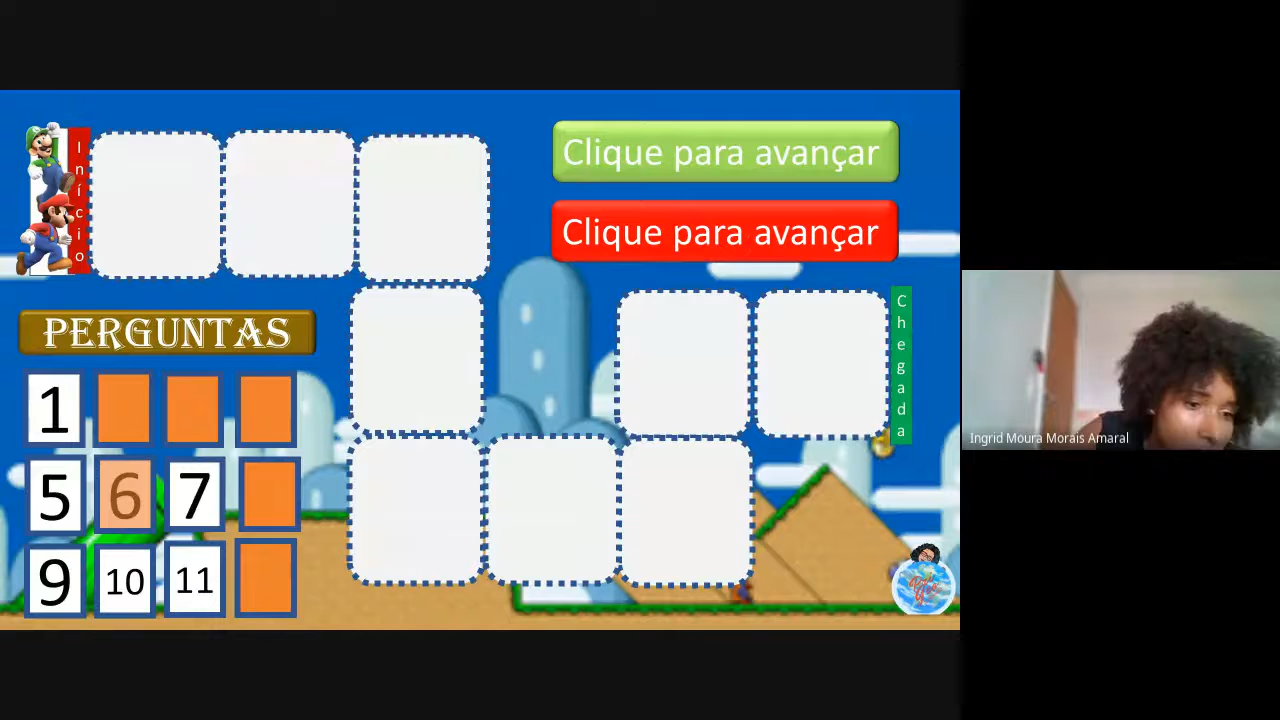 Início
Clique para avançar
Clique para avançar
Chegada
PERGUNTAS
1
5 6 7
9 10 11
Ingrid Moura Morais Amaral